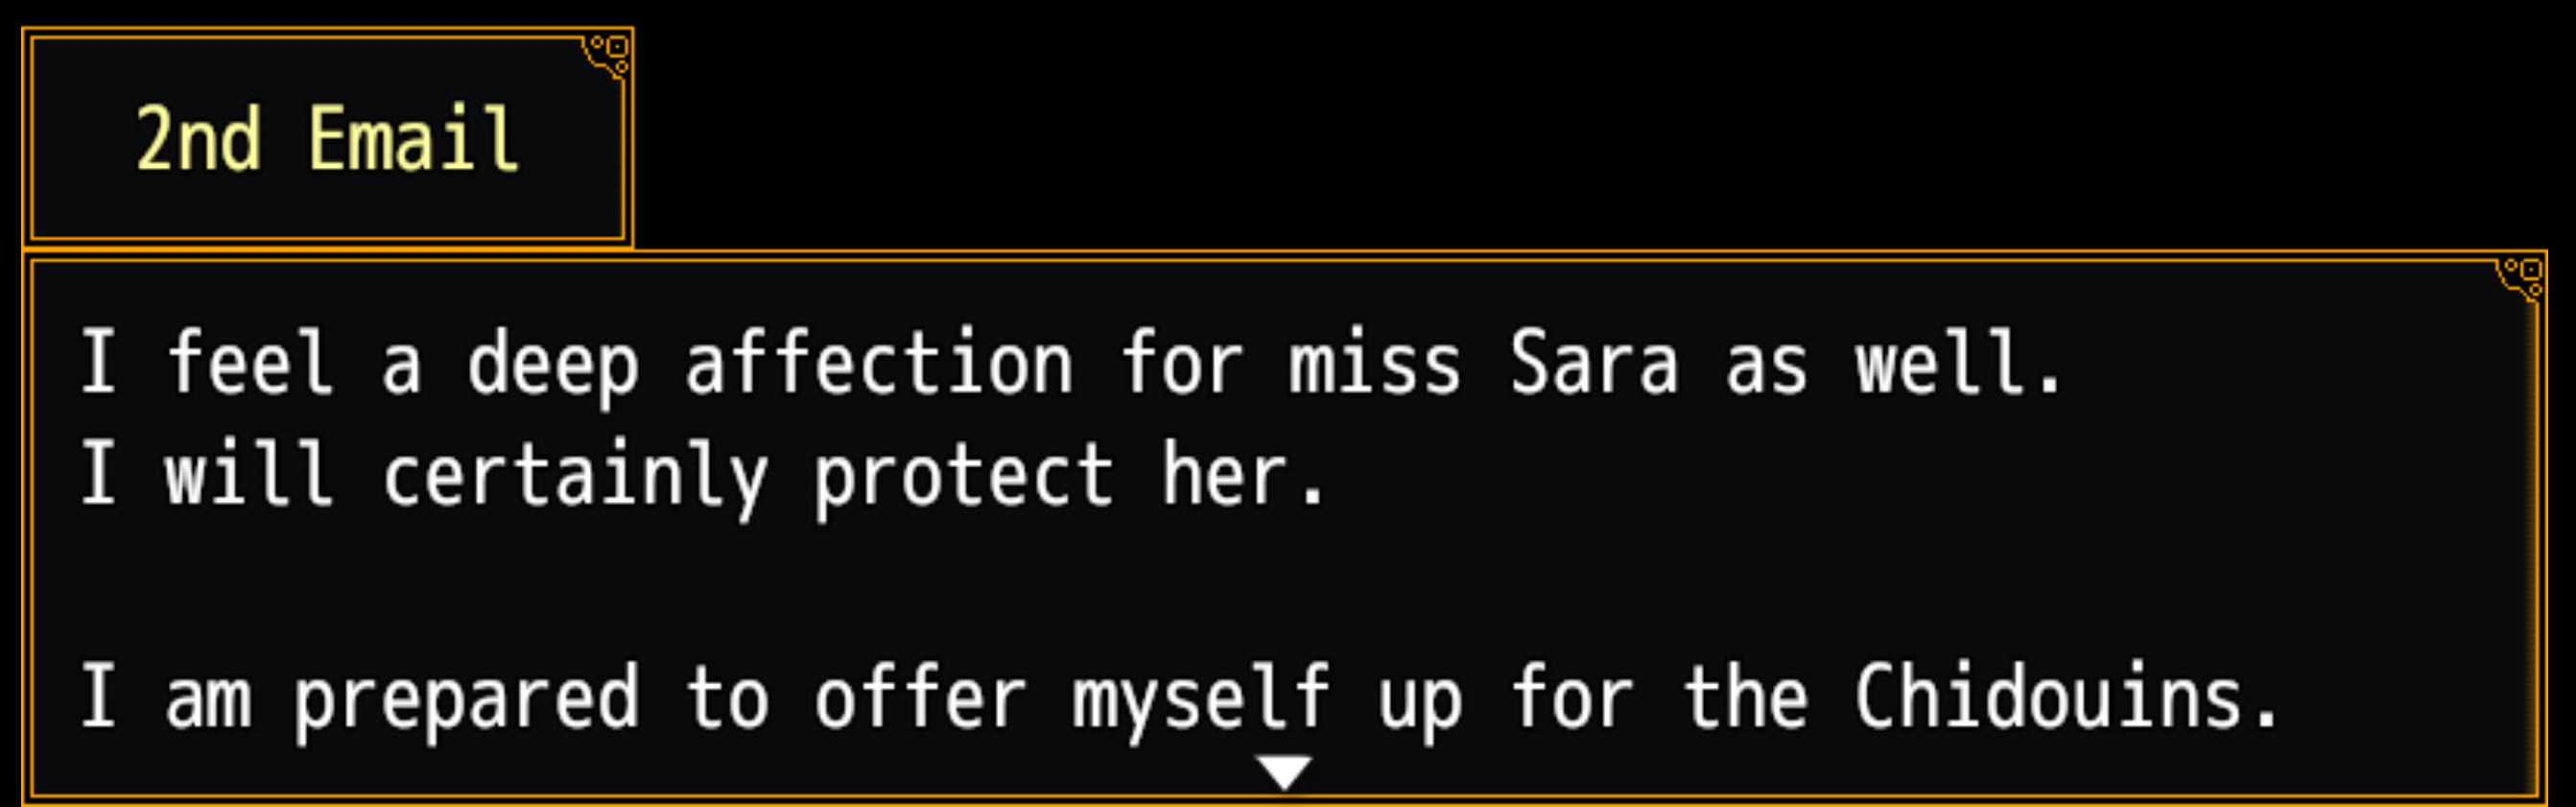 2nd Email
I feel a deep affection for miss Sara as well.
I will certainly protect her.
I am prepared to offer myself up for the Chidouins.